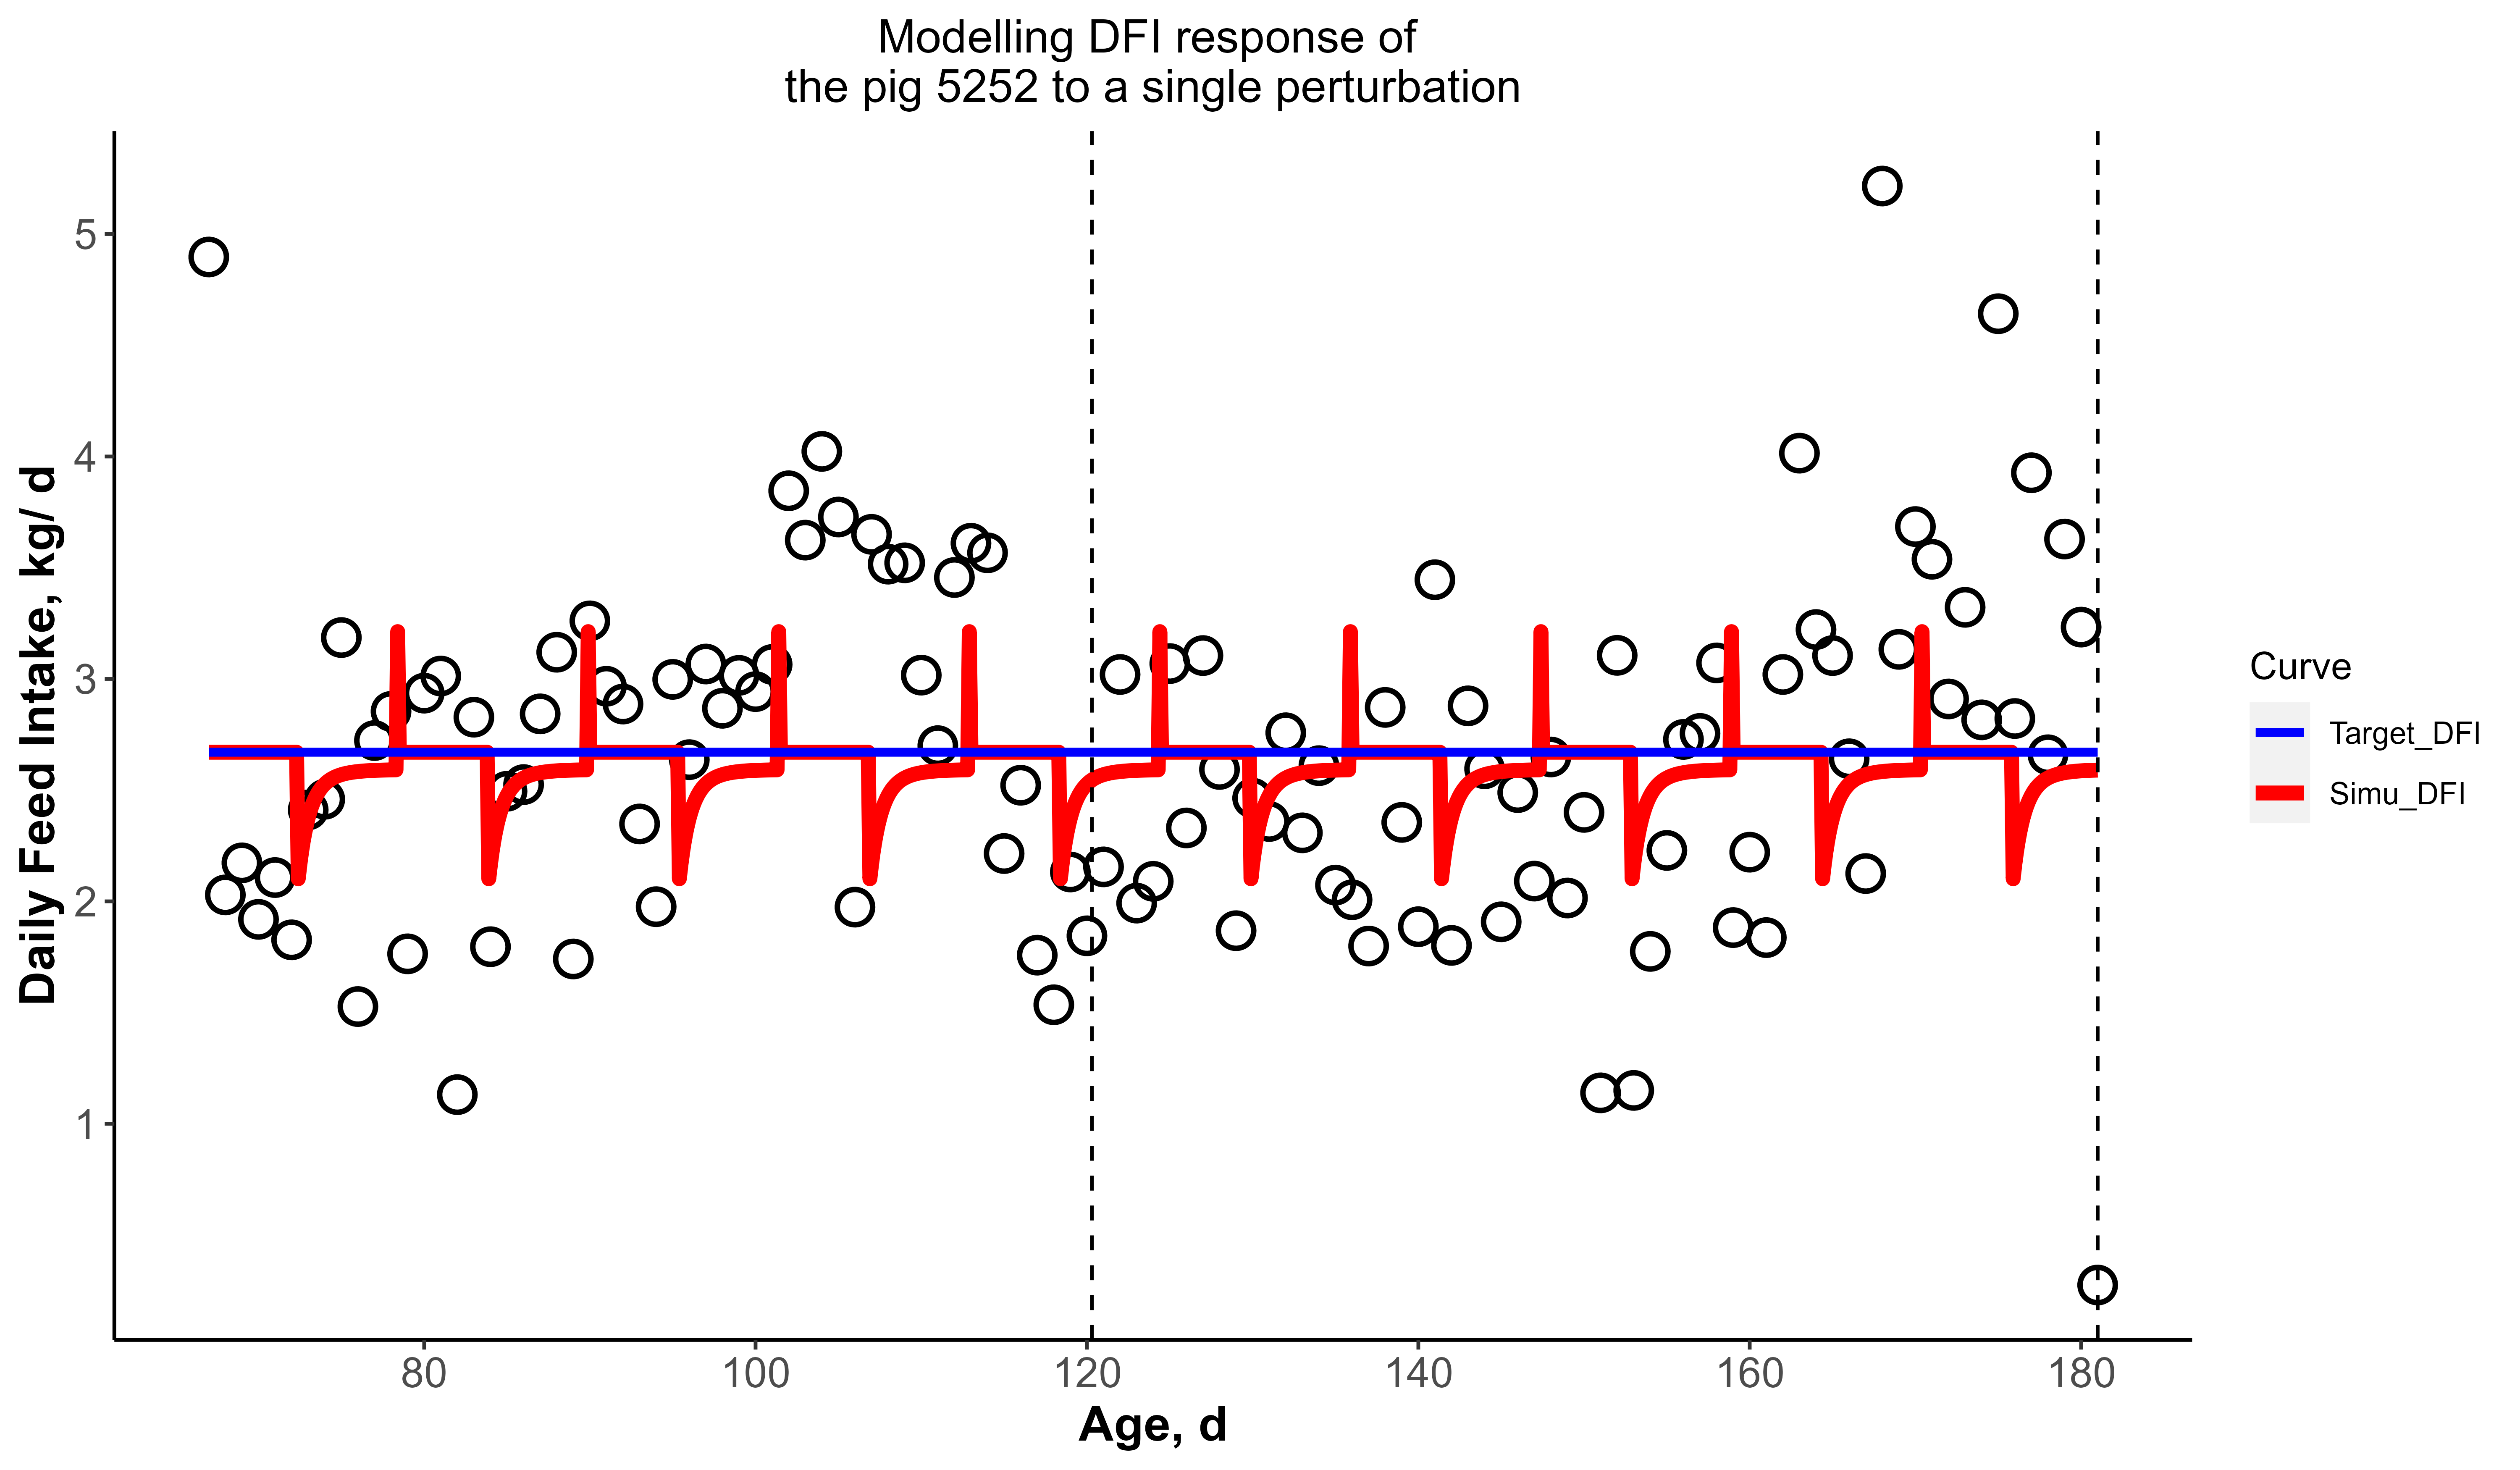 Modelling DFI response of
the pig 5252 to a single perturbation
Daily Feed Intake, kg/ d
5
4
3
2
1
80 100 120 140 160 180
Age, d
Curve
Target_DFI
Simu_DFI